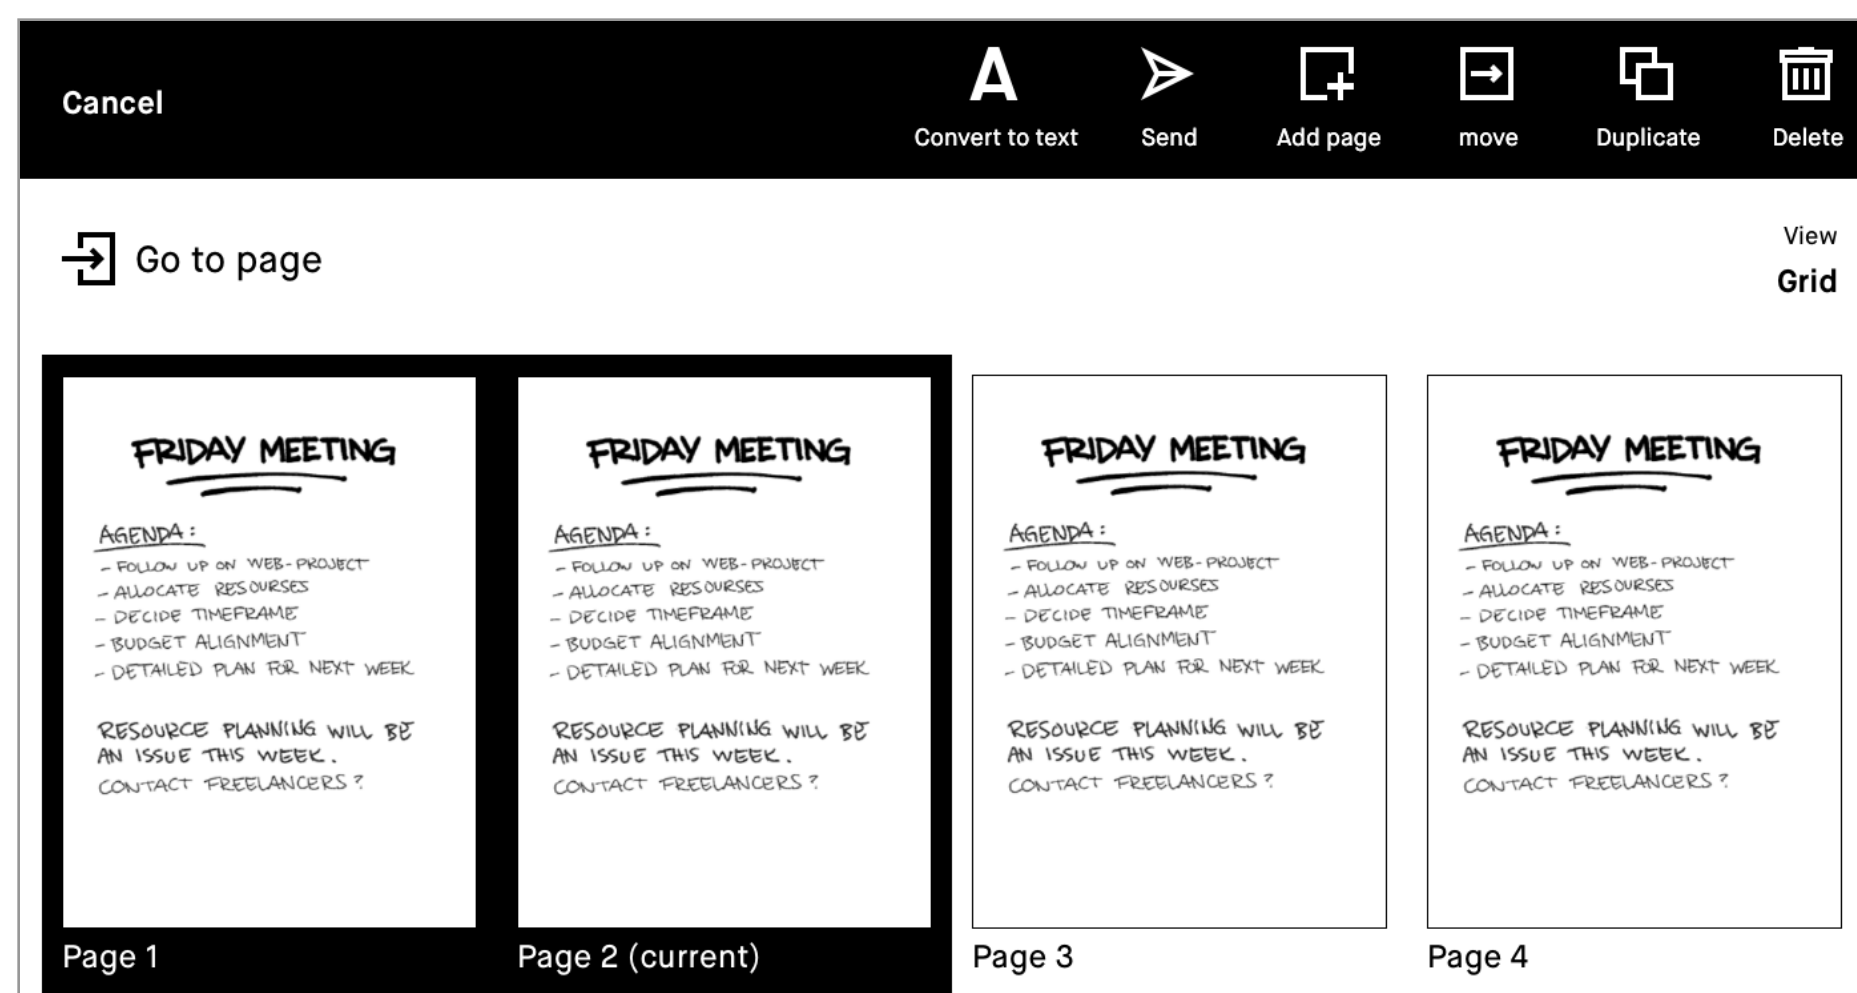 Cancel
Convert to text
Send
Add page
move
Duplicate
Delete
Go to page
View
Grid
FRIDAY MEETING
AGENDA:
- FOLLOW UP ON WEB-PROJECT
- ALLOCATE RESOURSES
- DECIDE TIMEFRAME
- BUDGET ALIGNMENT
- DETAILED PLAN FOR NEXT WEEK
RESOURCE PLANNING WILL BE
AN ISSUE THIS WEEK.
CONTACT FREELANCERS?
Page 1
FRIDAY MEETING
AGENDA:
- FOLLOW UP ON WEB-PROJECT
- ALLOCATE RESOURSES
- DECIDE TIMEFRAME
- BUDGET ALIGNMENT
- DETAILED PLAN FOR NEXT WEEK
RESOURCE PLANNING WILL BE
AN ISSUE THIS WEEK.
CONTACT FREELANCERS?
Page 2 (current)
FRIDAY MEETING
AGENDA:
- FOLLOW UP ON WEB-PROJECT
- ALLOCATE RESOURSES
- DECIDE TIMEFRAME
- BUDGET ALIGNMENT
- DETAILED PLAN FOR NEXT WEEK
RESOURCE PLANNING WILL BE
AN ISSUE THIS WEEK.
CONTACT FREELANCERS?
Page 3
FRIDAY MEETING
AGENDA:
- FOLLOW UP ON WEB-PROJECT
- ALLOCATE RESOURSES
- DECIDE TIMEFRAME
- BUDGET ALIGNMENT
- DETAILED PLAN FOR NEXT WEEK
RESOURCE PLANNING WILL BE
AN ISSUE THIS WEEK.
CONTACT FREELANCERS?
Page 4